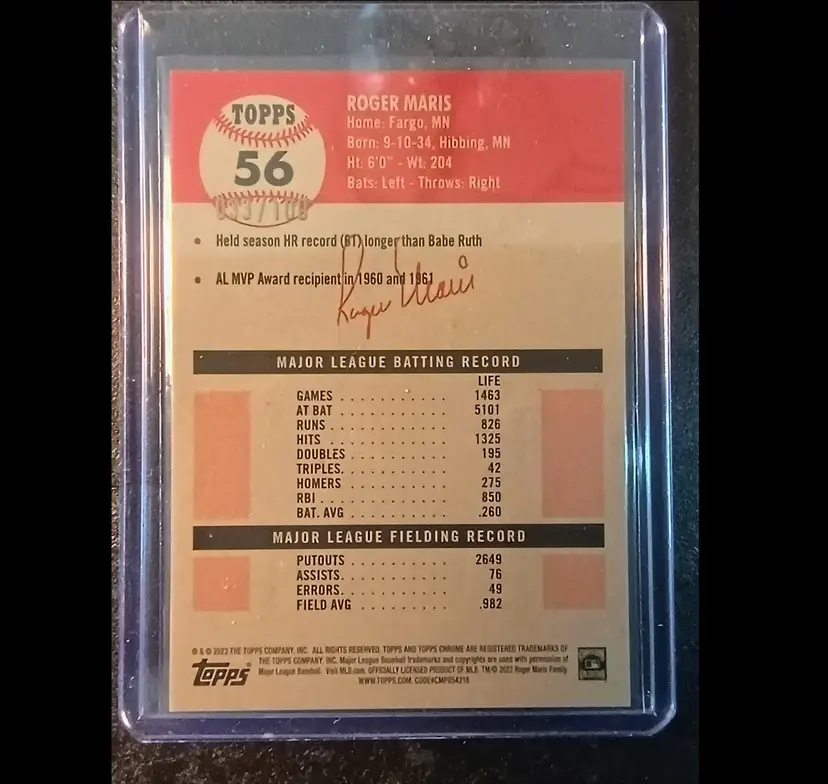 TOPPS
56
033/100
ROGER MARIS
Home: Fargo, MN
Born: 9-10-34, Hibbing, MN
Ht: 6'0" - Wt: 204
Bats: Left - Throws: Right
• Held season HR record (61) longer than Babe Ruth
• AL MVP Award recipient in 1960 and 1961
Roger Maris
MAJOR LEAGUE BATTING RECORD
LIFE
GAMES . . . . . . . . . . . 1463
AT BAT . . . . . . . . . . . 5101
RUNS . . . . . . . . . . . 826
HITS . . . . . . . . . . . 1325
DOUBLES . . . . . . . . . . 195
TRIPLES. . . . . . . . . . . 42
HOMERS . . . . . . . . . . 275
RBI . . . . . . . . . . . . 850
BAT. AVG . . . . . . . . . . .260
MAJOR LEAGUE FIELDING RECORD
PUTOUTS . . . . . . . . . . 2649
ASSISTS. . . . . . . . . . . 76
ERRORS. . . . . . . . . . . 49
FIELD AVG . . . . . . . . . . .982
® & © 2022 THE TOPPS COMPANY, INC. ALL RIGHTS RESERVED. TOPPS AND TOPPS CHROME ARE REGISTERED TRADEMARKS OF
THE TOPPS COMPANY, INC. Major League Baseball trademarks and copyrights are used with permission of
Major League Baseball. Visit MLB.com. OFFICIALLY LICENSED PRODUCT OF MLB. TM/© 2022 Roger Maris Family.
WWW.TOPPS.COM. CODE#CMP054218
Topps®